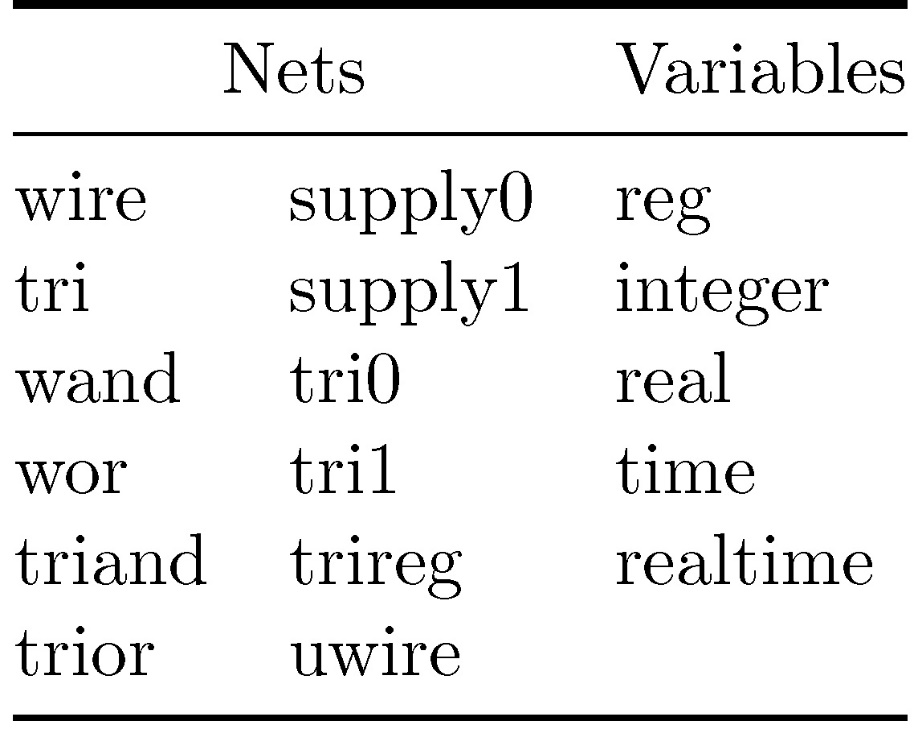 Nets Variables
wire supply0 reg
tri supply1 integer
wand tri0 real
wor tri1 time
triand trireg realtime
trior uwire